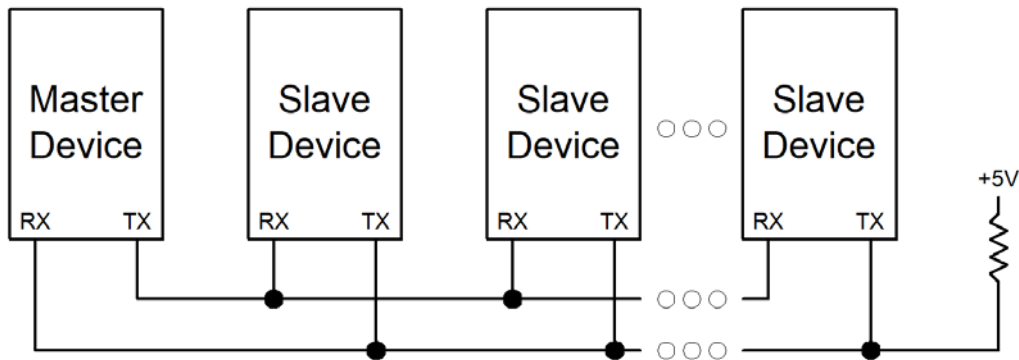 Master
Device
Slave
Device
Slave
Device
Slave
Device
+5V
RX TX
RX TX
RX TX
RX TX